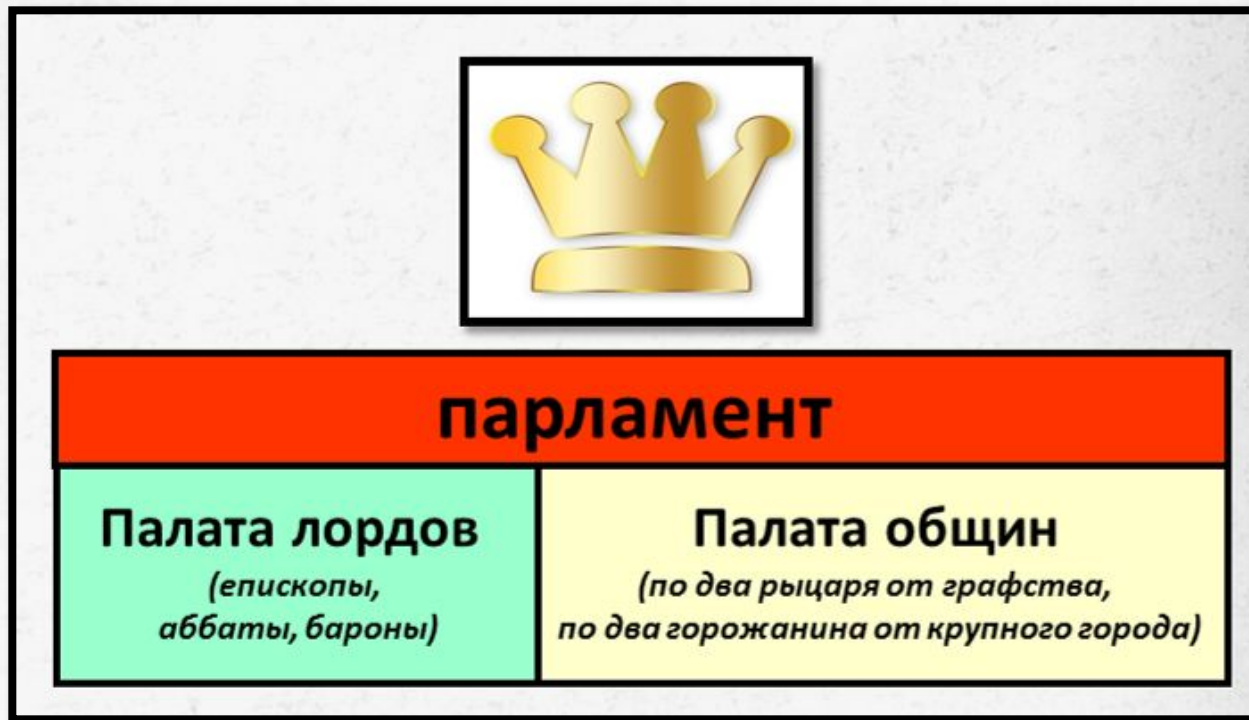 парламент
Палата лордов
(епископы,
аббаты, бароны)
Палата общин
(по два рыцаря от графства,
по два горожанина от крупного города)